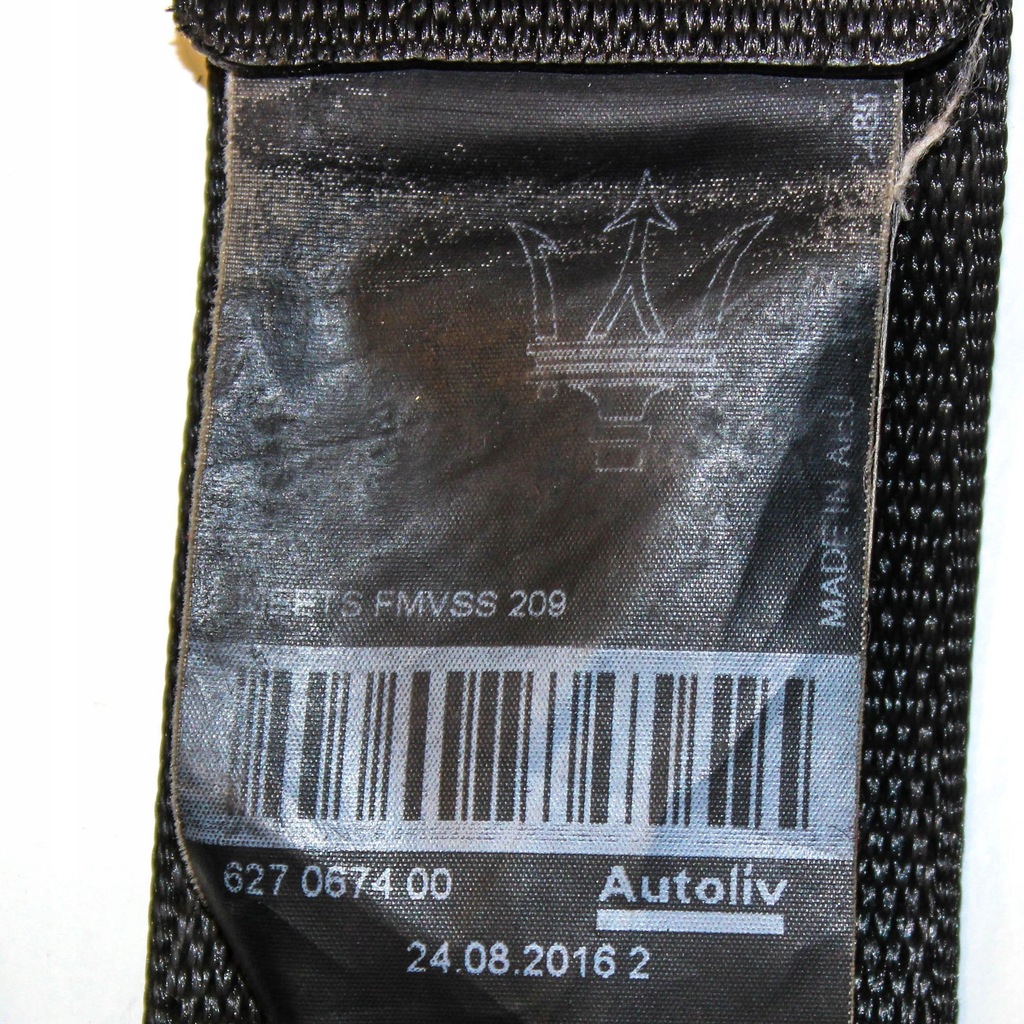 FMVSS 209
627 0674 00
Autoliv
24.08.2016 2
MADE IN